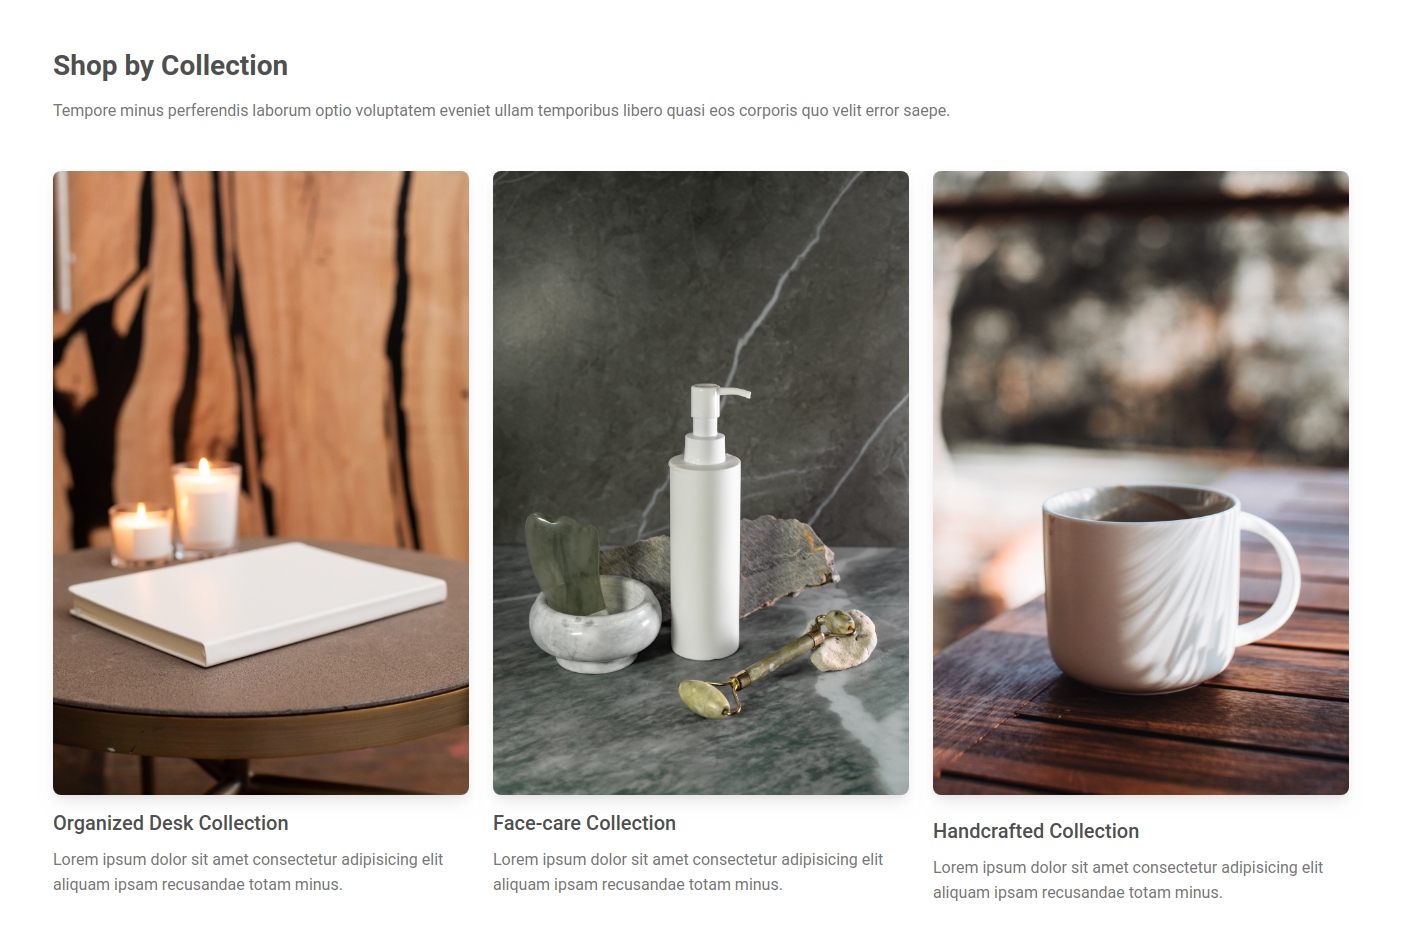 Shop by Collection
Tempore minus perferendis laborum optio voluptatem eveniet ullam temporibus libero quasi eos corporis quo velit error saepe.
Organized Desk Collection
Lorem ipsum dolor sit amet consectetur adipisicing elit
aliquam ipsam recusandae totam minus.
Face-care Collection
Lorem ipsum dolor sit amet consectetur adipisicing elit
aliquam ipsam recusandae totam minus.
Handcrafted Collection
Lorem ipsum dolor sit amet consectetur adipisicing elit
aliquam ipsam recusandae totam minus.